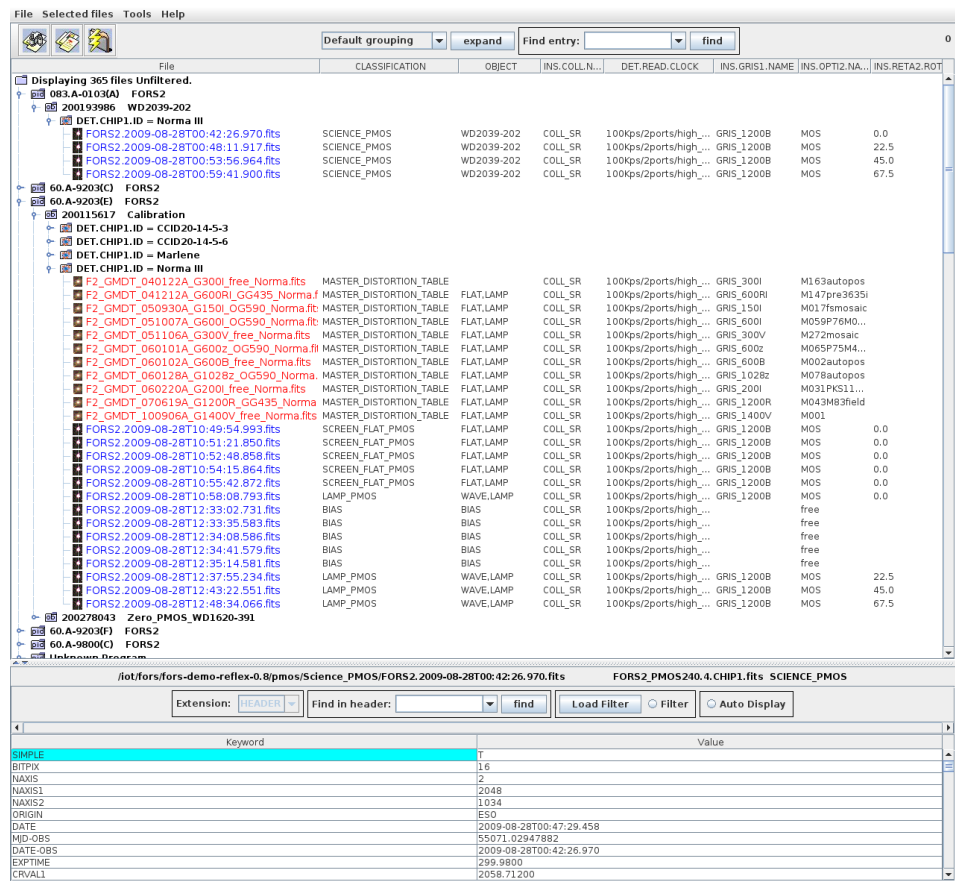 File Selected files Tools Help
Default grouping expand Find entry: find 0
File CLASSIFICATION OBJECT INS.COLL.N... DET.READ.CLOCK INS.GRIS1.NAME INS.OPTI2.NA... INS.RETA2.ROT
Displaying 365 files Unfiltered.
083.A-0103(A) FORS2
200193986 WD2039-202
DET.CHIP1.ID = Norma III
FORS2.2009-08-28T00:42:26.970.fits SCIENCE_PMOS WD2039-202 COLL_SR 100Kps/2ports/high_... GRIS_1200B MOS 0.0
FORS2.2009-08-28T00:48:11.917.fits SCIENCE_PMOS WD2039-202 COLL_SR 100Kps/2ports/high_... GRIS_1200B MOS 22.5
FORS2.2009-08-28T00:53:56.964.fits SCIENCE_PMOS WD2039-202 COLL_SR 100Kps/2ports/high_... GRIS_1200B MOS 45.0
FORS2.2009-08-28T00:59:41.900.fits SCIENCE_PMOS WD2039-202 COLL_SR 100Kps/2ports/high_... GRIS_1200B MOS 67.5
60.A-9203(C) FORS2
60.A-9203(E) FORS2
200115617 Calibration
DET.CHIP1.ID = CCID20-14-5-3
DET.CHIP1.ID = CCID20-14-5-6
DET.CHIP1.ID = Marlene
DET.CHIP1.ID = Norma III
F2_GMDT_040122A_G300I_free_Norma.fits MASTER_DISTORTION_TABLE COLL_SR 100Kps/2ports/high_... GRIS_300I M163autopos
F2_GMDT_041212A_G600RI_GG435_Norma.f MASTER_DISTORTION_TABLE FLAT,LAMP COLL_SR 100Kps/2ports/high_... GRIS_600RI M147pre3635i
F2_GMDT_050930A_G150I_OG590_Norma.fit: MASTER_DISTORTION_TABLE FLAT,LAMP COLL_SR 100Kps/2ports/high_... GRIS_150I M017fsmosaic
F2_GMDT_051007A_G600I_OG590_Norma.fit: MASTER_DISTORTION_TABLE FLAT,LAMP COLL_SR 100Kps/2ports/high_... GRIS_600I M059P76M0...
F2_GMDT_051106A_G300V_free_Norma.fits MASTER_DISTORTION_TABLE FLAT,LAMP COLL_SR 100Kps/2ports/high_... GRIS_300V M272mosaic
F2_GMDT_060101A_G600z_OG590_Norma.fit MASTER_DISTORTION_TABLE FLAT,LAMP COLL_SR 100Kps/2ports/high_... GRIS_600z M065P75M4...
F2_GMDT_060102A_G600B_free_Norma.fits MASTER_DISTORTION_TABLE FLAT,LAMP COLL_SR 100Kps/2ports/high_... GRIS_600B M002autopos
F2_GMDT_060128A_G1028z_OG590_Norma. MASTER_DISTORTION_TABLE FLAT,LAMP COLL_SR 100Kps/2ports/high_... GRIS_1028z M078autopos
F2_GMDT_060220A_G200I_free_Norma.fits MASTER_DISTORTION_TABLE FLAT,LAMP COLL_SR 100Kps/2ports/high_... GRIS_200I M031PKS11...
F2_GMDT_070619A_G1200R_GG435_Norma MASTER_DISTORTION_TABLE FLAT,LAMP COLL_SR 100Kps/2ports/high_... GRIS_1200R M043M83field
F2_GMDT_100906A_G1400V_free_Norma.fits MASTER_DISTORTION_TABLE FLAT,LAMP COLL_SR 100Kps/2ports/high_... GRIS_1400V M001
FORS2.2009-08-28T10:49:54.993.fits SCREEN_FLAT_PMOS FLAT,LAMP COLL_SR 100Kps/2ports/high_... GRIS_1200B MOS 0.0
FORS2.2009-08-28T10:51:21.850.fits SCREEN_FLAT_PMOS FLAT,LAMP COLL_SR 100Kps/2ports/high_... GRIS_1200B MOS 0.0
FORS2.2009-08-28T10:52:48.858.fits SCREEN_FLAT_PMOS FLAT,LAMP COLL_SR 100Kps/2ports/high_... GRIS_1200B MOS 0.0
FORS2.2009-08-28T10:54:15.864.fits SCREEN_FLAT_PMOS FLAT,LAMP COLL_SR 100Kps/2ports/high_... GRIS_1200B MOS 0.0
FORS2.2009-08-28T10:55:42.872.fits SCREEN_FLAT_PMOS FLAT,LAMP COLL_SR 100Kps/2ports/high_... GRIS_1200B MOS 0.0
FORS2.2009-08-28T10:58:08.793.fits LAMP_PMOS WAVE,LAMP COLL_SR 100Kps/2ports/high_... GRIS_1200B MOS 0.0
FORS2.2009-08-28T12:33:02.731.fits BIAS BIAS COLL_SR 100Kps/2ports/high_... free
FORS2.2009-08-28T12:33:35.583.fits BIAS BIAS COLL_SR 100Kps/2ports/high_... free
FORS2.2009-08-28T12:34:08.586.fits BIAS BIAS COLL_SR 100Kps/2ports/high_... free
FORS2.2009-08-28T12:34:41.579.fits BIAS BIAS COLL_SR 100Kps/2ports/high_... free
FORS2.2009-08-28T12:35:14.581.fits BIAS BIAS COLL_SR 100Kps/2ports/high_... free
FORS2.2009-08-28T12:37:55.234.fits LAMP_PMOS WAVE,LAMP COLL_SR 100Kps/2ports/high_... GRIS_1200B MOS 22.5
FORS2.2009-08-28T12:43:22.551.fits LAMP_PMOS WAVE,LAMP COLL_SR 100Kps/2ports/high_... GRIS_1200B MOS 45.0
FORS2.2009-08-28T12:48:34.066.fits LAMP_PMOS WAVE,LAMP COLL_SR 100Kps/2ports/high_... GRIS_1200B MOS 67.5
200278043 Zero_PMOS_WD1620-391
60.A-9203(F) FORS2
60.A-9800(C) FORS2
Unknown Program
/iot/fors/fors-demo-reflex-0.8/pmos/Science_PMOS/FORS2.2009-08-28T00:42:26.970.fits FORS2_PMOS240.4.CHIP1.fits SCIENCE_PMOS
Extension: HEADER Find in header: find Load Filter Filter Auto Display
Keyword Value
SIMPLE T
BITPIX 16
NAXIS 2
NAXIS1 2048
NAXIS2 1034
ORIGIN ESO
DATE 2009-08-28T00:47:29.458
MJD-OBS 55071.02947882
DATE-OBS 2009-08-28T00:42:26.970
EXPTIME 299.9800
CRVAL1 2058.71200